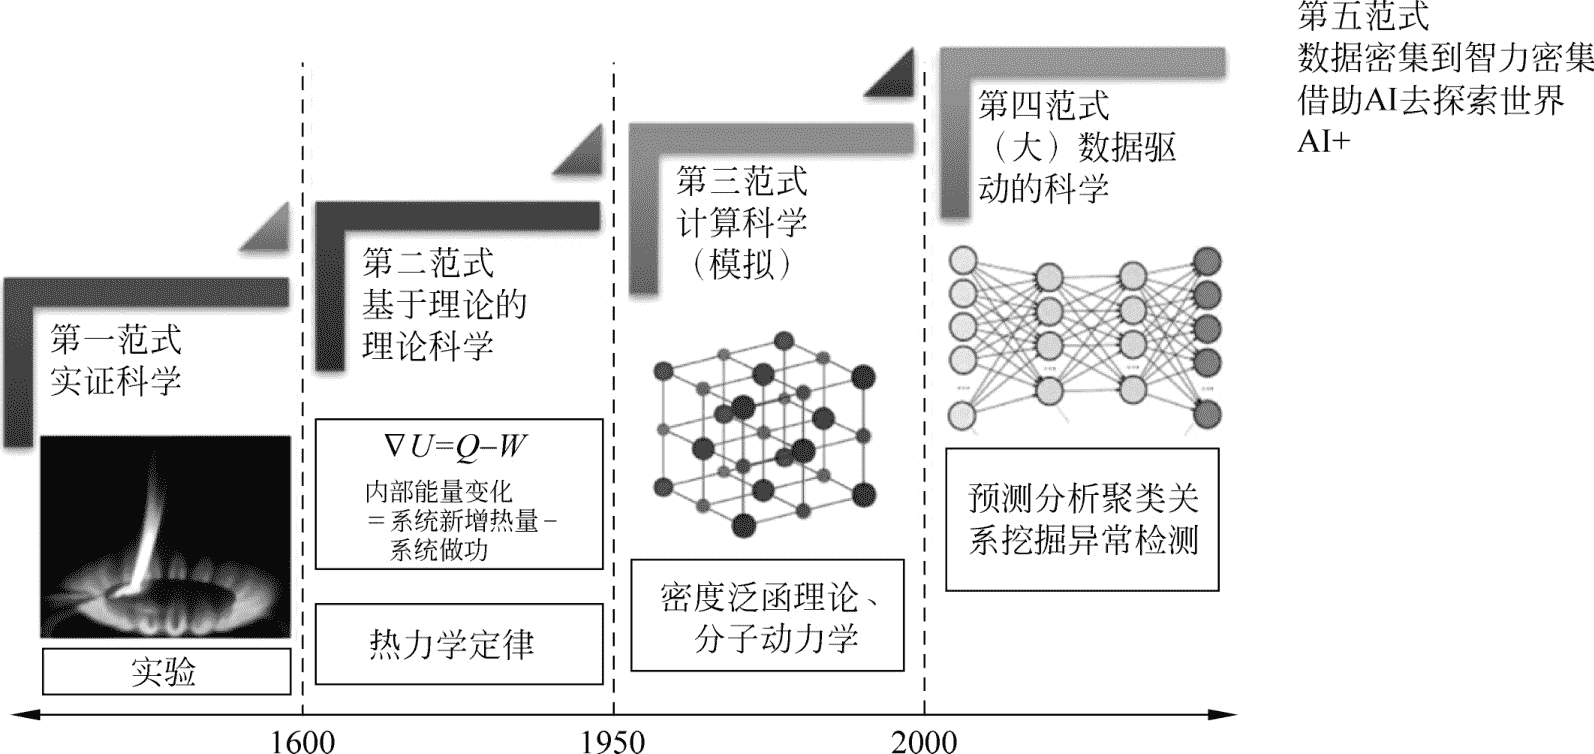 第一范式
实证科学
实验
第二范式
基于理论的
理论科学
∇U=Q–W
内部能量变化
＝系统新增热量－
系统做功
热力学定律
第三范式
计算科学
（模拟）
密度泛函理论、
分子动力学
第四范式
（大）数据驱
动的科学
预测分析聚类关
系挖掘异常检测
第五范式
数据密集到智力密集
借助AI去探索世界
AI+
1600
1950
2000